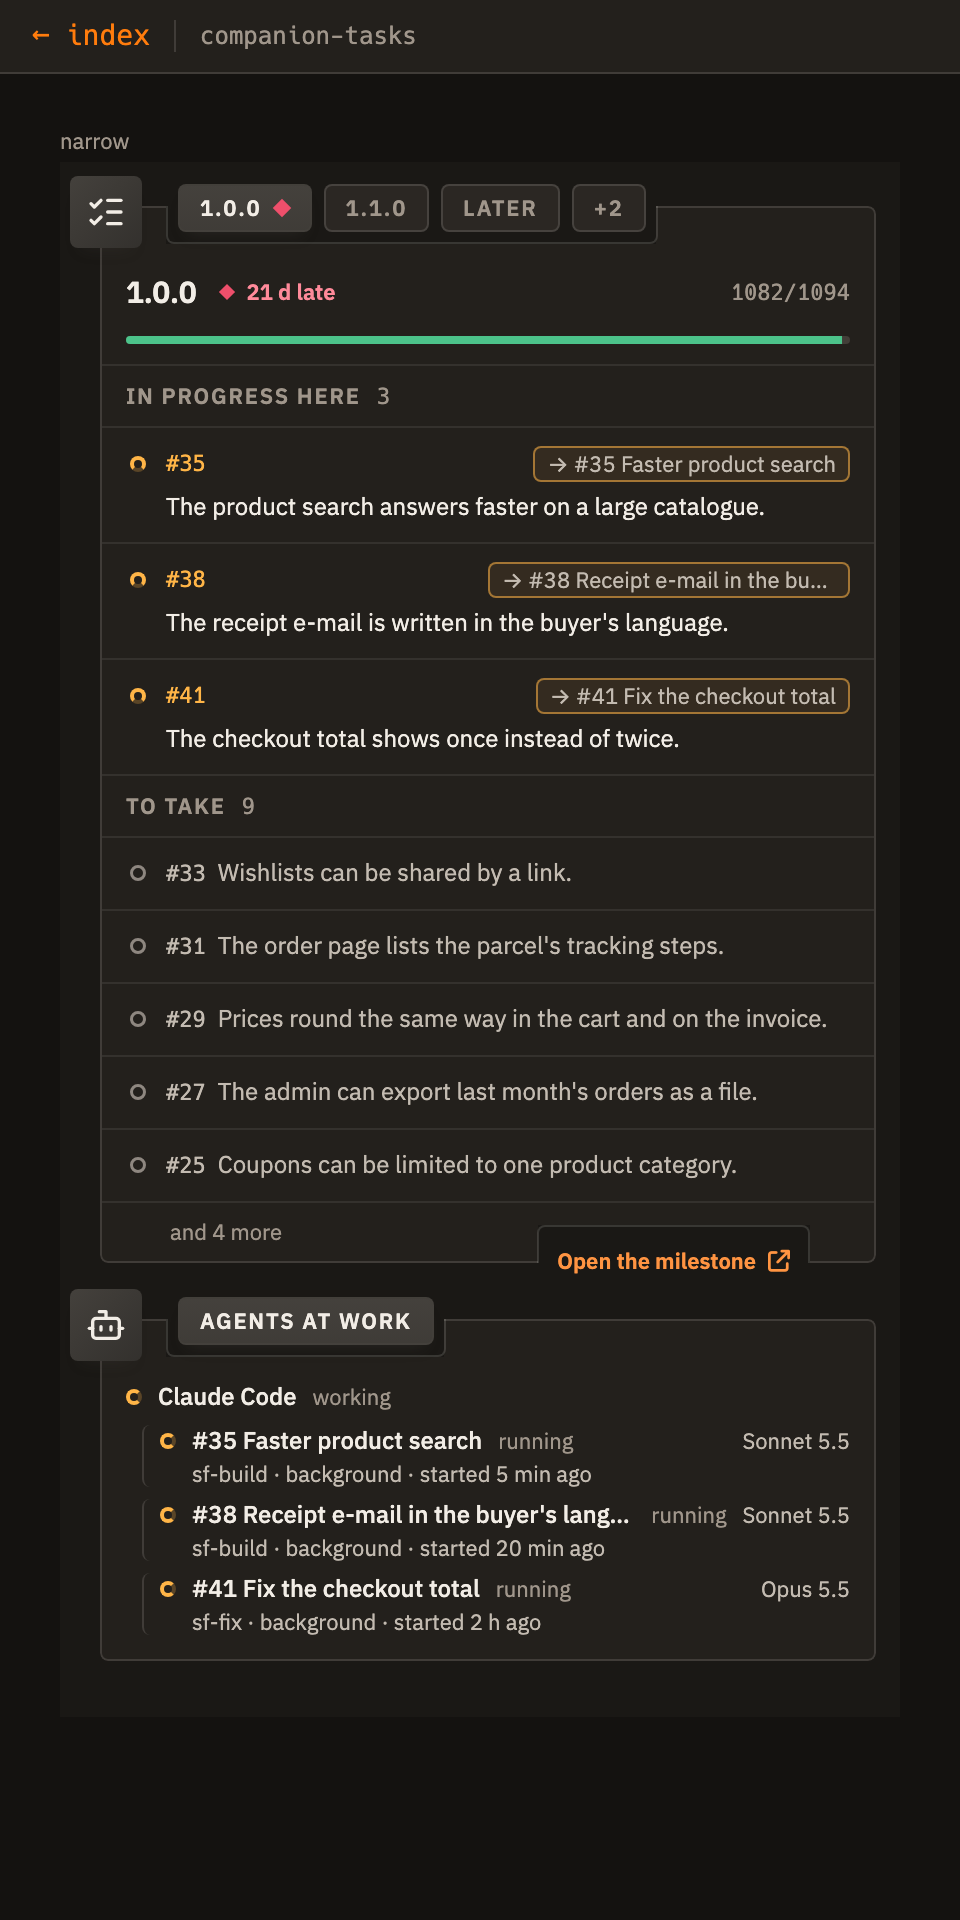 ← index companion-tasks
narrow
1.0.0 1.1.0 LATER +2
1.0.0 21 d late 1082/1094
IN PROGRESS HERE 3
#35 → #35 Faster product search
The product search answers faster on a large catalogue.
#38 → #38 Receipt e-mail in the bu...
The receipt e-mail is written in the buyer's language.
#41 → #41 Fix the checkout total
The checkout total shows once instead of twice.
TO TAKE 9
#33 Wishlists can be shared by a link.
#31 The order page lists the parcel's tracking steps.
#29 Prices round the same way in the cart and on the invoice.
#27 The admin can export last month's orders as a file.
#25 Coupons can be limited to one product category.
and 4 more
Open the milestone
AGENTS AT WORK
Claude Code working
#35 Faster product search running Sonnet 5.5
sf-build · background · started 5 min ago
#38 Receipt e-mail in the buyer's lang... running Sonnet 5.5
sf-build · background · started 20 min ago
#41 Fix the checkout total running Opus 5.5
sf-fix · background · started 2 h ago